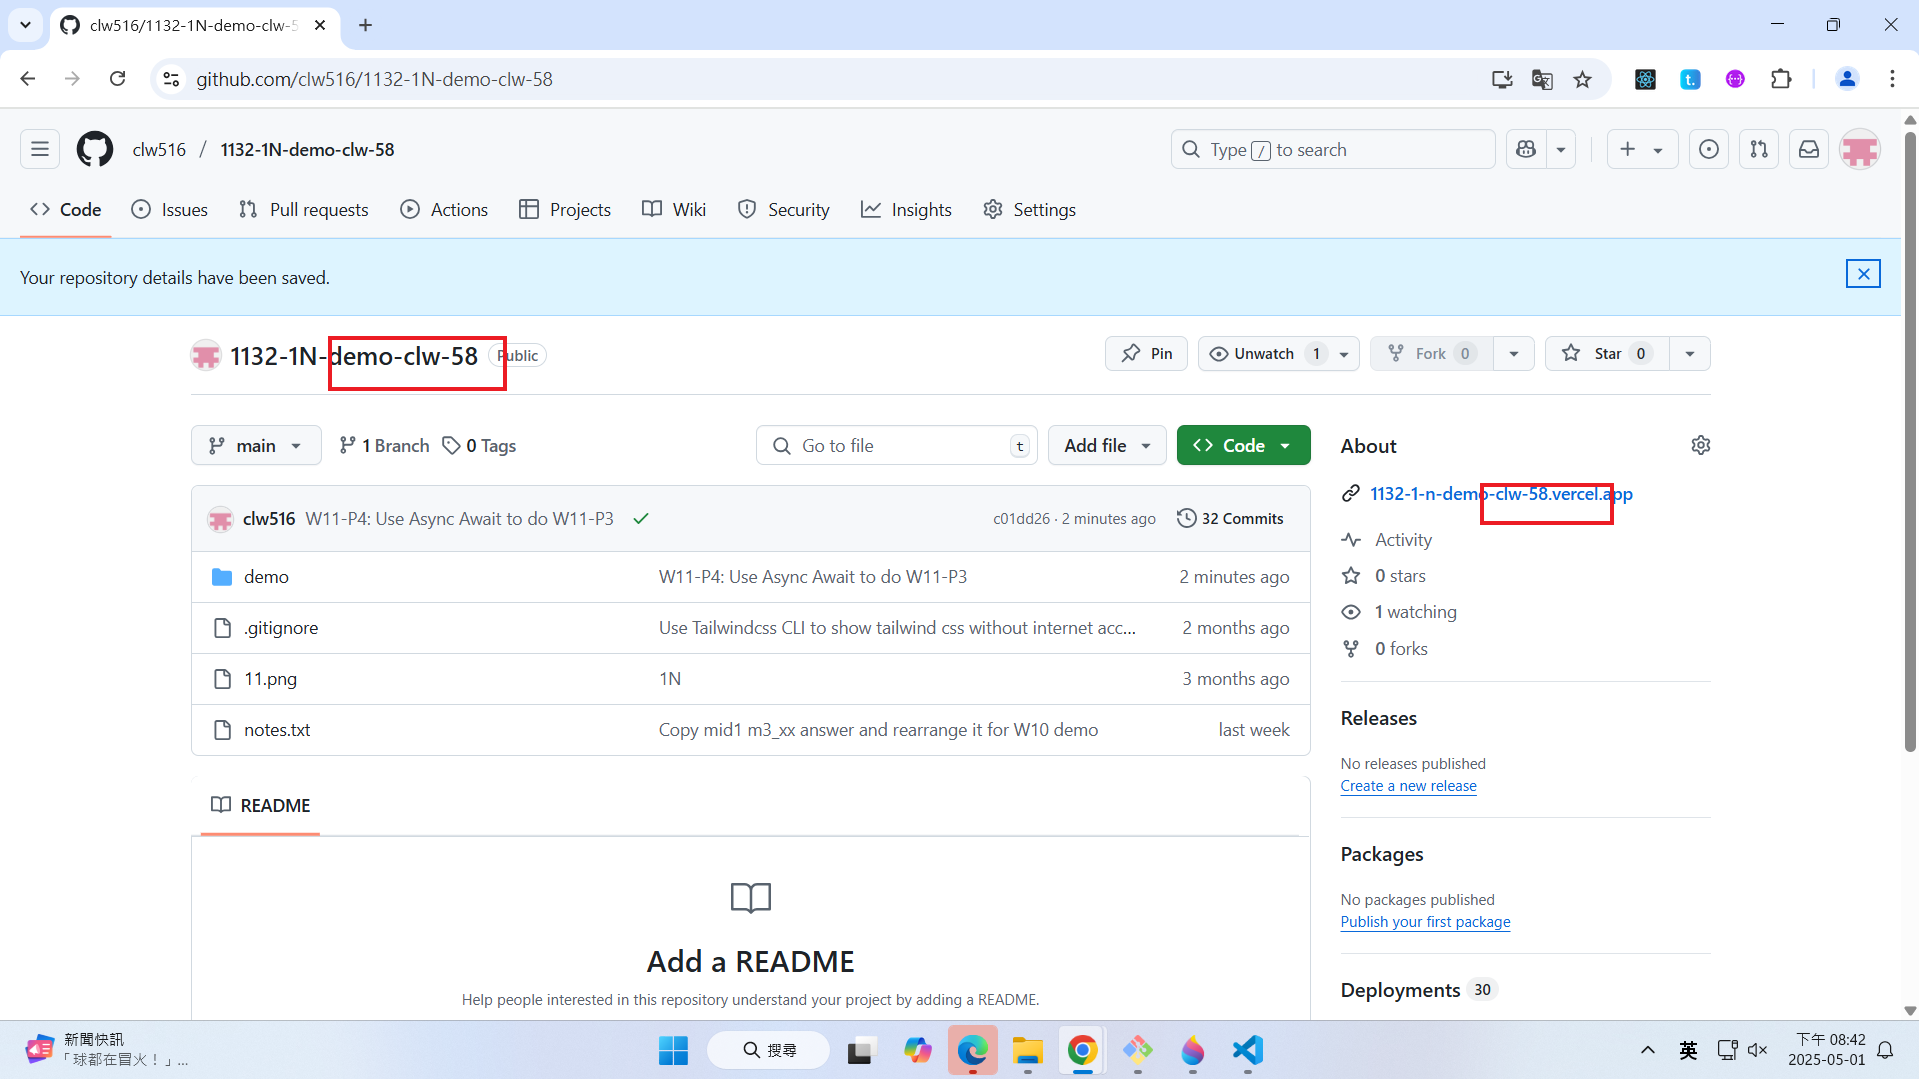 clw516/1132-1N-demo-clw-5
github.com/clw516/1132-1N-demo-clw-58
clw516 / 1132-1N-demo-clw-58
Type / to search
Code Issues Pull requests Actions Projects Wiki Security Insights Settings
Your repository details have been saved.
1132-1N-demo-clw-58 Public
Pin Unwatch 1 Fork 0 Star 0
main 1 Branch 0 Tags Go to file t Add file Code
About
1132-1-n-demo-clw-58.vercel.app
clw516 W11-P4: Use Async Await to do W11-P3 c01dd26 · 2 minutes ago 32 Commits
Activity
demo W11-P4: Use Async Await to do W11-P3 2 minutes ago
0 stars
.gitignore Use Tailwindcss CLI to show tailwind css without internet acc... 2 months ago
1 watching
0 forks
11.png 1N 3 months ago
notes.txt Copy mid1 m3_xx answer and rearrange it for W10 demo last week
Releases
No releases published
Create a new release
README
Packages
No packages published
Publish your first package
Add a README
Help people interested in this repository understand your project by adding a README.
Deployments 30
新聞快訊
「球都在冒火！」...
搜尋
英
下午 08:42
2025-05-01